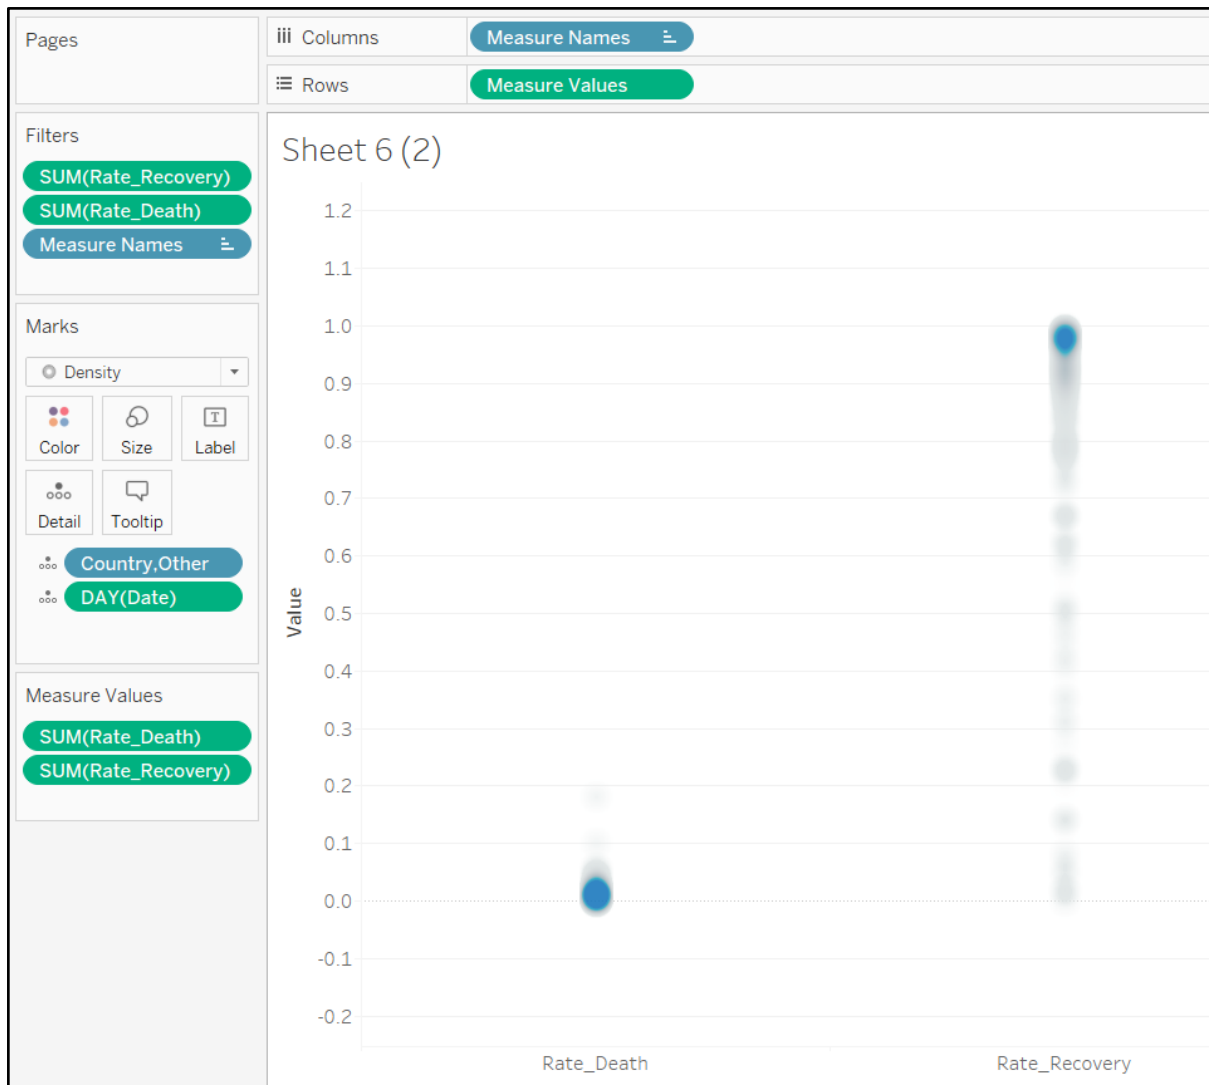 Pages
Columns
Measure Names
Rows
Measure Values
Filters
SUM(Rate_Recovery)
SUM(Rate_Death)
Measure Names
Marks
Density
Color
Size
T
Label
Detail
Tooltip
Country,Other
DAY(Date)
Measure Values
SUM(Rate_Death)
SUM(Rate_Recovery)
Sheet 6 (2)
1.2
1.1
1.0
0.9
0.8
0.7
0.6
0.5
0.4
0.3
0.2
0.1
0.0
-0.1
-0.2
Value
Rate_Death
Rate_Recovery